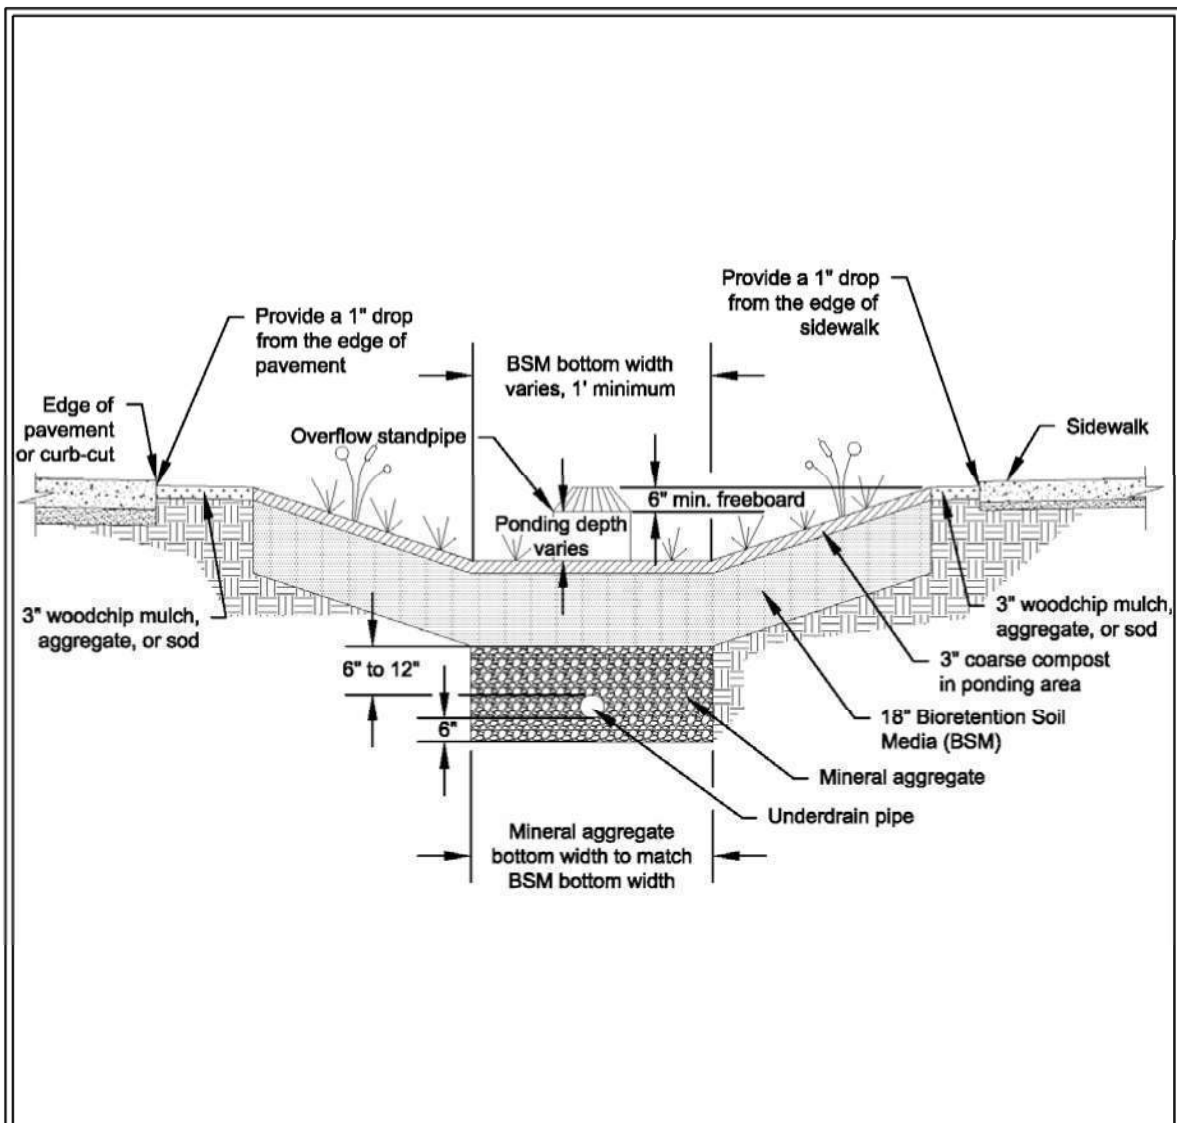 Provide a 1" drop
from the edge of
sidewalk
Provide a 1" drop
from the edge of
pavement
BSM bottom width
varies, 1' minimum
Edge of
pavement
or curb-cut
Overflow standpipe
Sidewalk
6" min. freeboard
Ponding depth
varies
3" woodchip mulch,
aggregate, or sod
3" woodchip mulch,
aggregate, or sod
6" to 12"
3" coarse compost
in ponding area
6"
18" Bioretention Soil
Media (BSM)
Mineral aggregate
Underdrain pipe
Mineral aggregate
bottom width to match
BSM bottom width